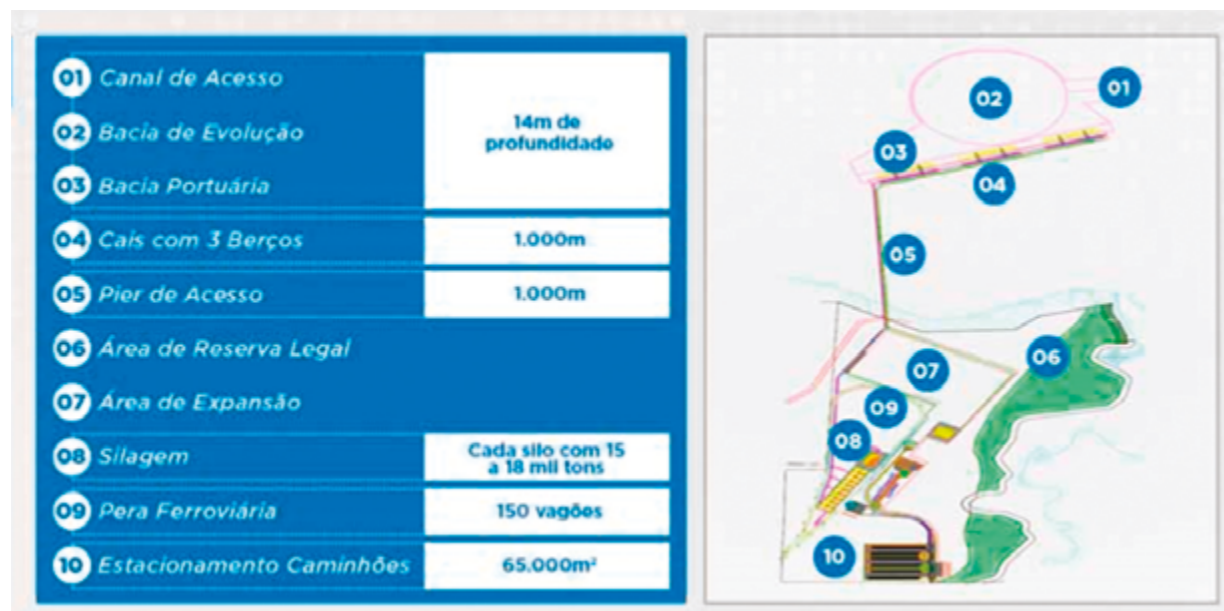 01 Canal de Acesso
02 Bacia de Evolução
03 Bacia Portuária
14m de
profundidade
04 Cais com 3 Berços 1.000m
05 Pier de Acesso 1.000m
06 Área de Reserva Legal
07 Área de Expansão
08 Silagem Cada silo com 15
a 18 mil tons
09 Pera Ferroviária 150 vagões
10 Estacionamento Caminhões 65.000m²
01
02
03
04
05
06
07
09
08
10